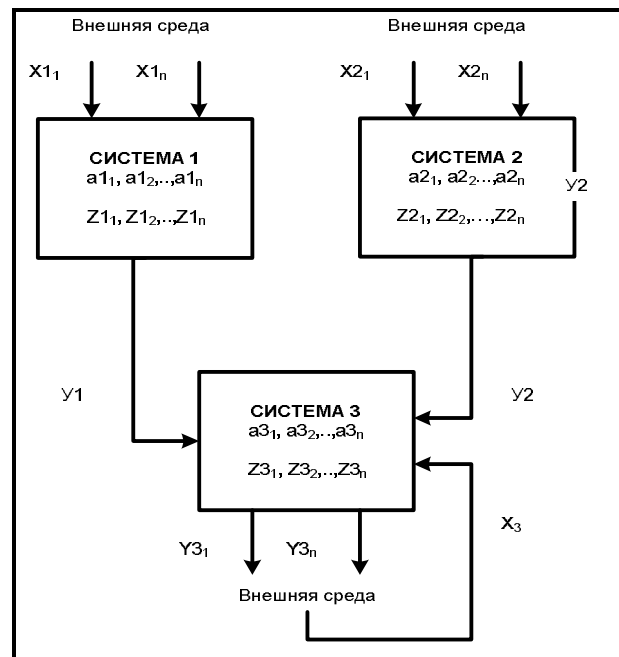 Внешняя среда
Внешняя среда
X1₁ X1ₙ
X2₁ X2ₙ
СИСТЕМА 1
a1₁, a1₂,..,a1ₙ
Z1₁, Z1₂,..,Z1ₙ
СИСТЕМА 2
a2₁, a2₂...,a2ₙ
Z2₁, Z2₂,...,Z2ₙ
У2
У1
У2
СИСТЕМА 3
a3₁, a3₂,..,a3ₙ
Z3₁, Z3₂,..,Z3ₙ
X₃
Y3₁ Y3ₙ
Внешняя среда